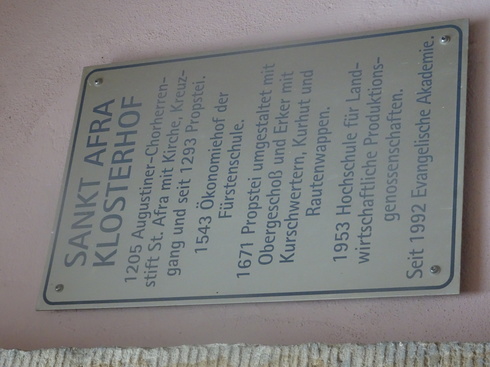 SANKT AFRA
KLOSTERHOF
1205 Augustiner-Chorherren-
stift St. Afra mit Kirche, Kreuz-
gang und seit 1293 Propstei.
1543 Ökonomiehof der
Fürstenschule.
1671 Propstei umgestaltet mit
Obergeschoß und Erker mit
Kurschwertern, Kurhut und
Rautenwappen.
1953 Hochschule für Land-
wirtschaftliche Produktions-
genossenschaften.
Seit 1992 Evangelische Akademie.